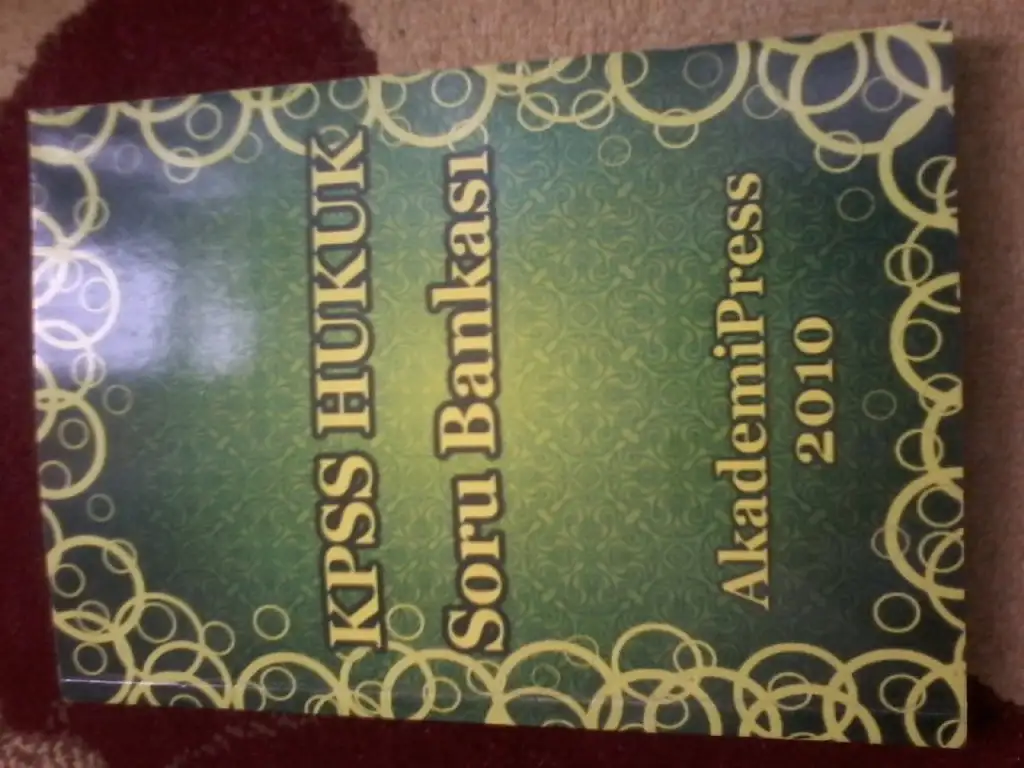 KPSS HUKUK
Soru Bankası
AkademiPress
2010